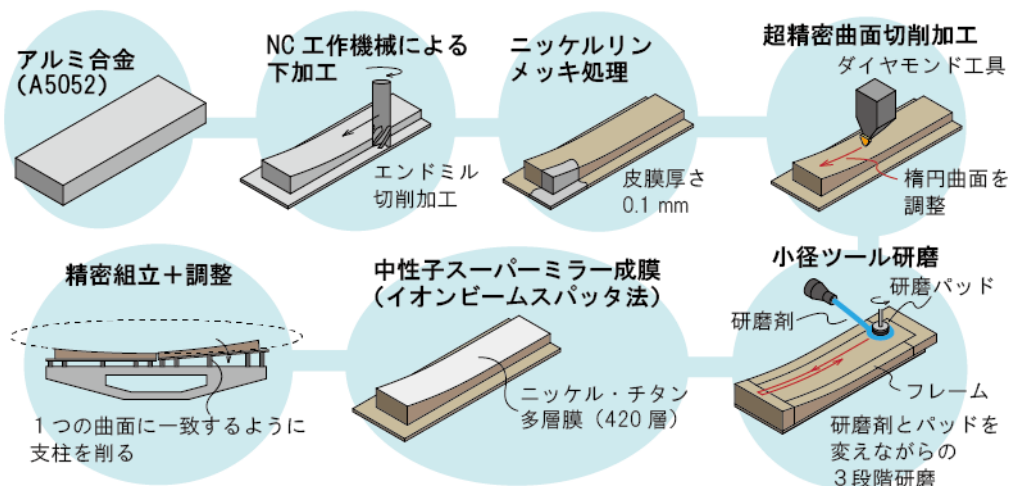 アルミ合金
（A5052）
NC 工作機械による
下加工
エンドミル
切削加工
ニッケルリン
メッキ処理
皮膜厚さ
0.1 mm
超精密曲面切削加工
ダイヤモンド工具
楕円曲面を
調整
小径ツール研磨
研磨パッド
研磨剤
フレーム
研磨剤とパッドを
変えながらの
３段階研磨
中性子スーパーミラー成膜
（イオンビームスパッタ法）
ニッケル・チタン
多層膜（420 層）
精密組立＋調整
１つの曲面に一致するように
支柱を削る